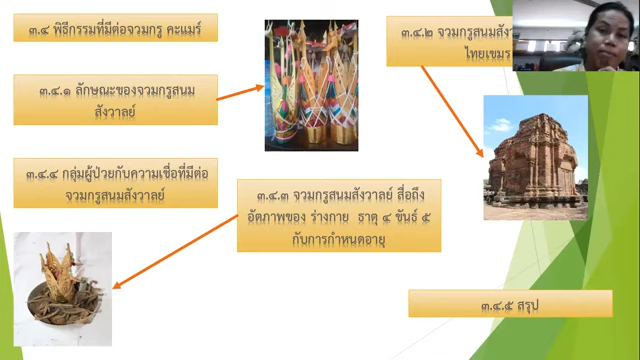 ๓.๔ พิธีกรรมที่มีต่อจวมกรู คะแมร์
๓.๔.๑ ลักษณะของจวมกรูสนม
สังวาลย์
๓.๔.๒ จวมกรูสนมสังว
ไทยเขมร
๓.๔.๔ กลุ่มผู้ป่วยกับความเชื่อที่มีต่อ
จวมกรูสนมสังวาลย์
๓.๔.๓ จวมกรูสนมสังวาลย์ สื่อถึง
อัตภาพของ ร่างกาย ธาตุ ๔ ขันธ์ ๕
กับการกำหนดอายุ
๓.๔.๕ สรุป